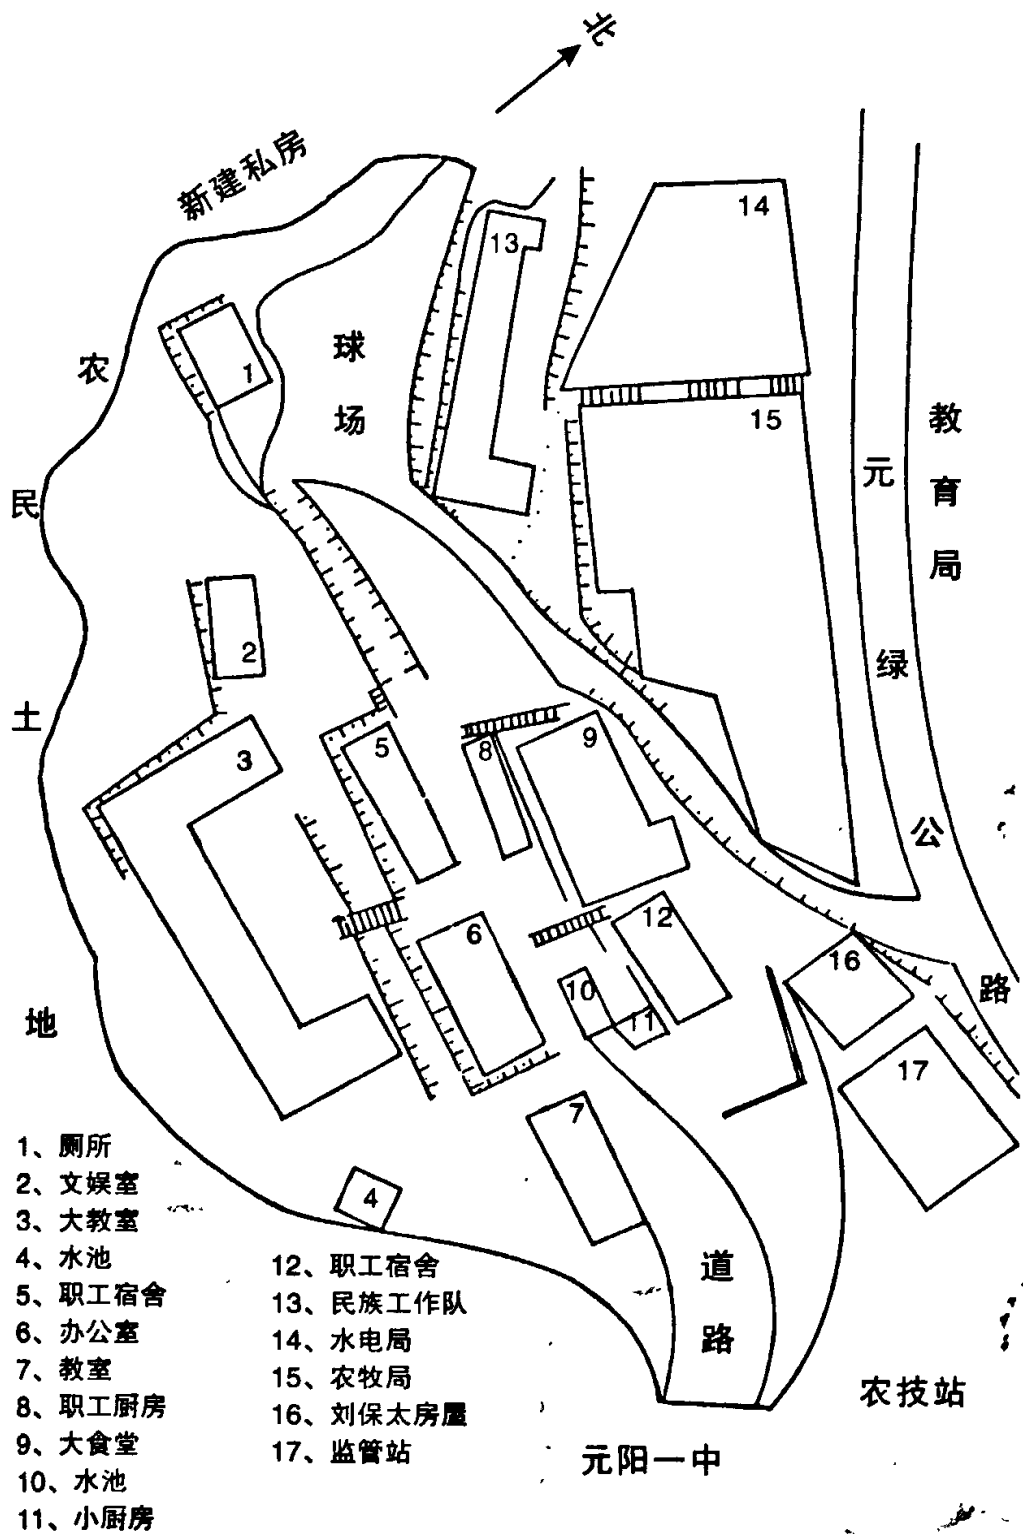 北
新建私房
14
13
农
球
1
场
15
教
元
育
民
局
2
绿
土
3
5
8
9
公
12
6
16
10
路
地
11
17
7
1、厕所
2、文娱室
3、大教室
4、水池
4
5、职工宿舍
6、办公室
7、教室
8、职工厨房
9、大食堂
10、水池
11、小厨房
12、职工宿舍
13、民族工作队
14、水电局
15、农牧局
16、刘保太房屋
17、监管站
道
路
农技站
元阳一中